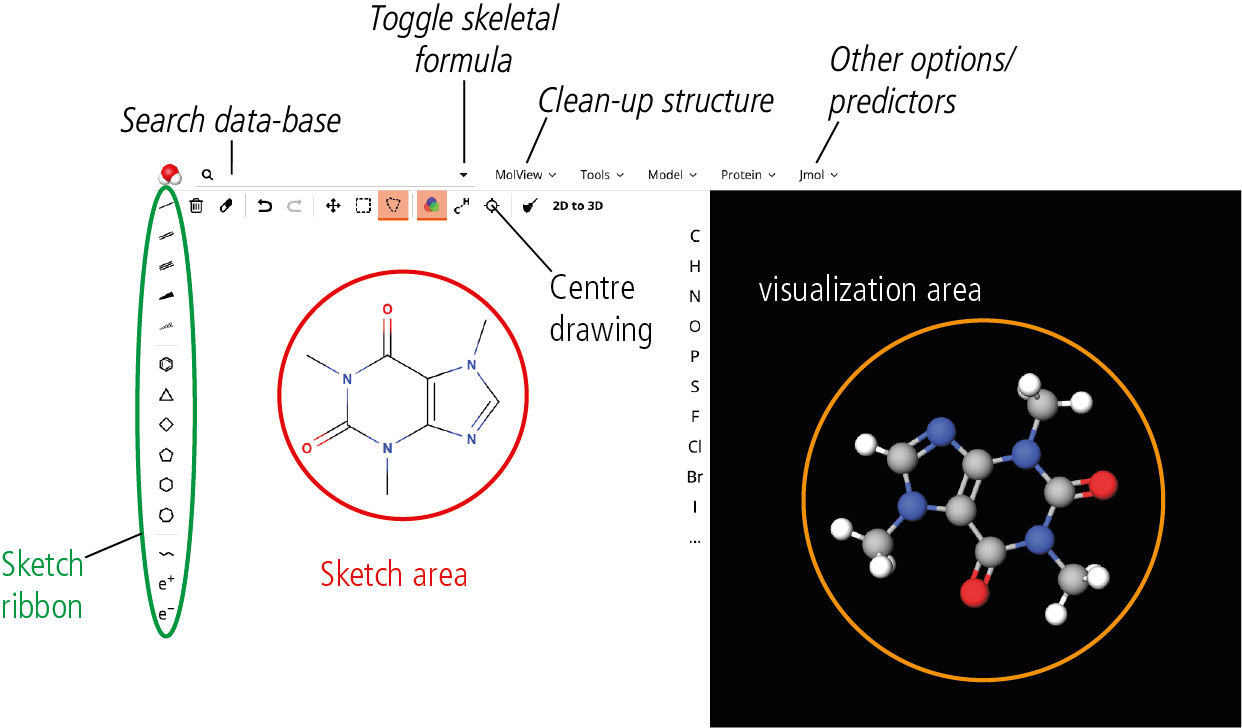 Toggle skeletal
formula
Other options/
predictors
Clean-up structure
Search data-base
MolView
Tools
Model
Protein
Jmol
C H
2D to 3D
C
H
N
O
P
S
F
Cl
Br
I
...
Centre
drawing
visualization area
O
N
N
O
N
N
Sketch area
Sketch
ribbon
e+
e−